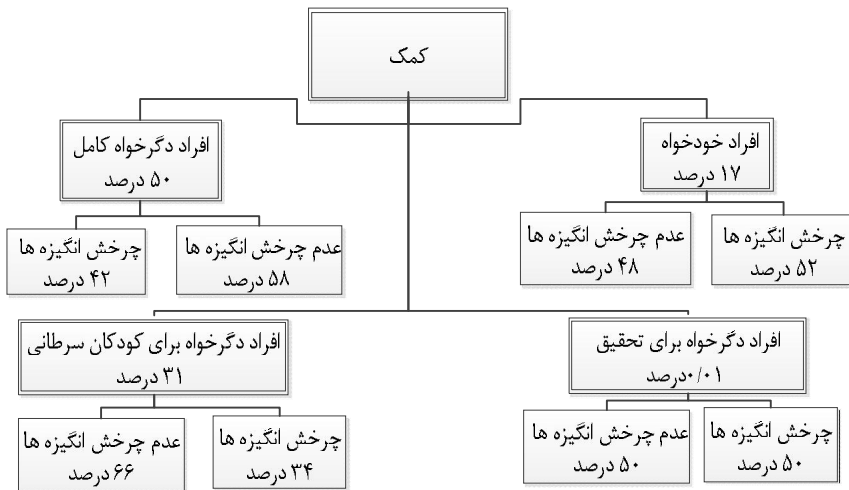 کمک
افراد خودخواه
۱۷ درصد
افراد دگرخواه کامل
۵۰ درصد
چرخش انگیزه ها
۵۲ درصد
عدم چرخش انگیزه ها
۴۸ درصد
عدم چرخش انگیزه ها
۵۸ درصد
چرخش انگیزه ها
۴۲ درصد
افراد دگرخواه برای تحقیق
۰/۰۱درصد
افراد دگرخواه برای کودکان سرطانی
۳۱ درصد
چرخش انگیزه ها
۵۰ درصد
عدم چرخش انگیزه ها
۵۰ درصد
چرخش انگیزه ها
۳۴ درصد
عدم چرخش انگیزه ها
۶۶ درصد